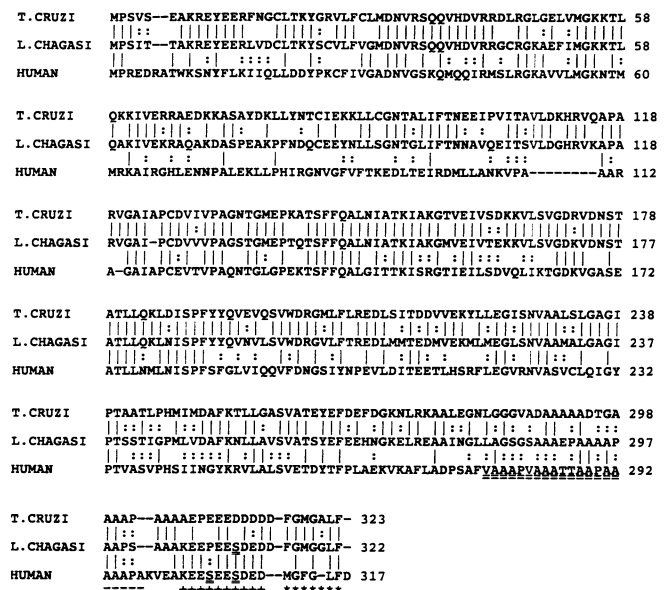 T.CRUZI MPSVS--EAKREYEERFNGCLTKYGRVLFCLMDNVRSQQVHDVRRDLRGLGELVMGKKTL 58
L.CHAGASI MPSIT--TAKREYEERLVDCLTKYSCVLFVGMDNVRSQQVHDVRRGCRGKAEFIMGKKTL 58
HUMAN MPREDRATWKSNYFLKIIQLLDDYPKCFIVGADNVGSKQMQQIRMSLRGKAVVLMGKNTM 60
T.CRUZI QKKIVERRAEDKKASAYDKLLYNTCIEKKLLCGNTALIFTNEEIPVITAVLDKHRVQAPA 118
L.CHAGASI QAKIVEKRAQAKDASPEAKPFNDQCEEYNLLSGNTGLIFTNNAVQEITSVLDGHRVKAPA 118
HUMAN MRKAIRGHLENNPALEKLLPHIRGNVGFVFTKEDLTEIRDMLLANKVPA--------AAR 112
T.CRUZI RVGAIAPCDVIVPAGNTGMEPKATSFFQALNIATKIAKGTVEIVSDKKVLSVGDRVDNST 178
L.CHAGASI RVGAI-PCDVVVPAGSTGMEPTQTSFFQALNIATKIAKGMVEIVTEKKVLSVGDRVDNST 177
HUMAN A-GAIAPCEVTVPAQNTGLGPEKTSFFQALGITTKISRGTIEILSDVQLIKTGDKVGASE 172
T.CRUZI ATLLQKLDISPFYYQVEVQSVWDRGMLFLREDLSITDDVVEKYLLEGISNVAALSLGAGI 238
L.CHAGASI ATLLQKLNISPFYYQVNVLSVWDRGVLFTREDLMMTEDMVEKMLMEGLSNVAAMALGAGI 237
HUMAN ATLLNMLNISPFSFGLVIQQVFDNGSIYNPEVLDITEETLHSRFLEGVRNVASVCLQIGY 232
T.CRUZI PTAATLPHMIMDAFKTLLGASVATEYEFDEFDGKNLRKAALEGNLGGGVADAAAAADTGA 298
L.CHAGASI PTSSTIGPMLVDAFKNLLAVSVATSYEFEEHNGKELREAAINGLLAGSGSAAAEPAAAAP 297
HUMAN PTVASVPHSIINGYKRVLALSVETDYTFPLAEKVKAFLADPSAFVAAAPVAAATTAAPAA 292
T.CRUZI AAAP--AAAAEPEEEDDDDD-FGMGALF- 323
L.CHAGASI AAPS--AAAKEEPEESDEDD-FGMGGLF- 322
HUMAN AAAPAKVEAKEESEESDEDD--MGFG-LFD 317